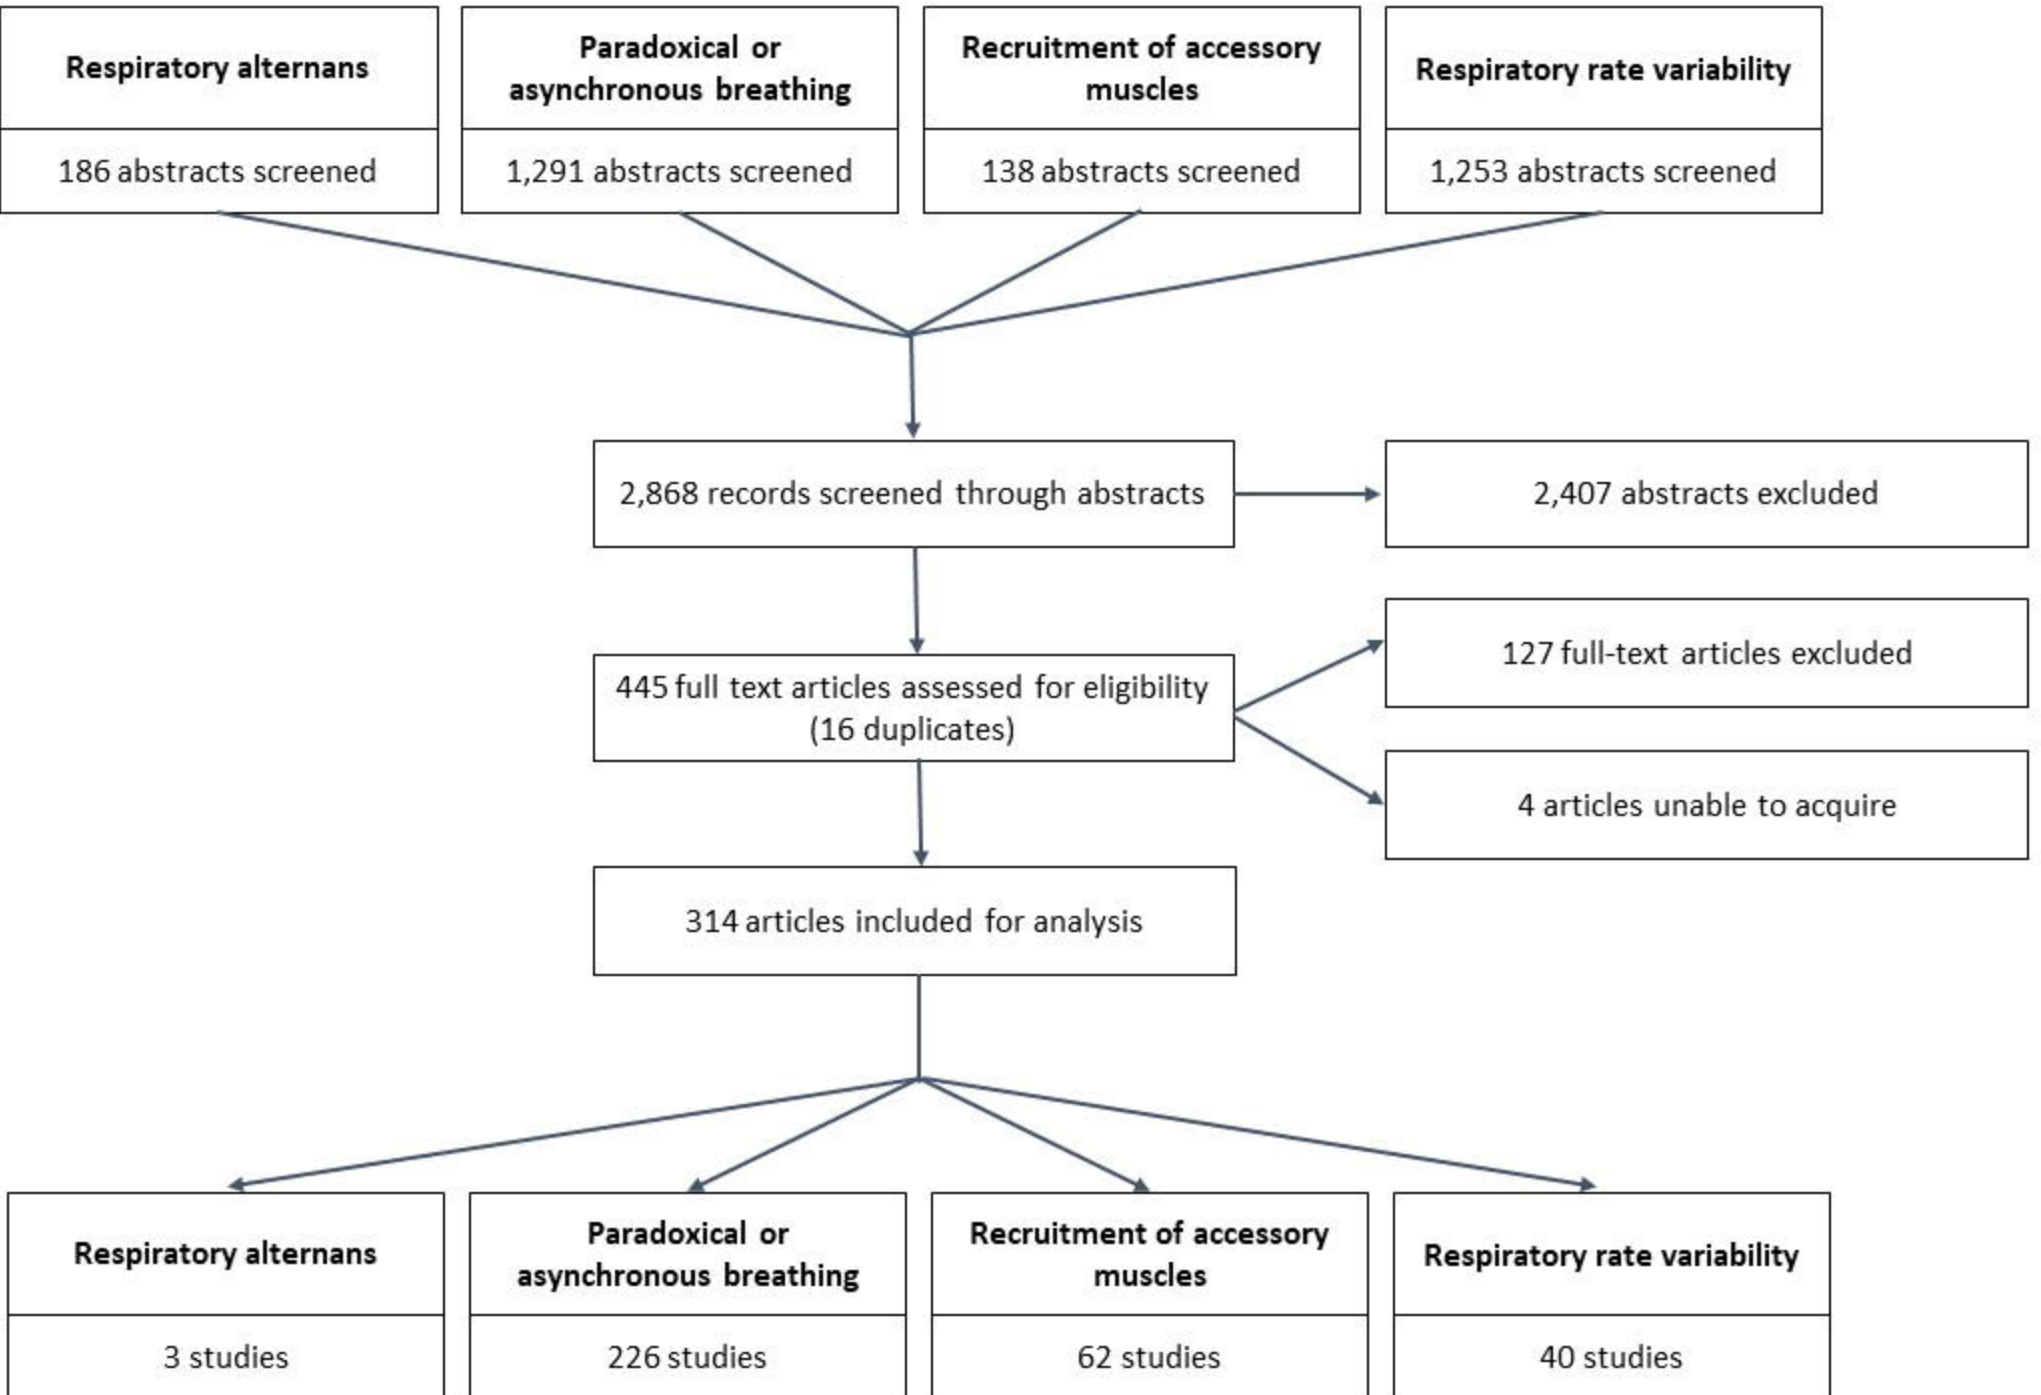 Respiratory alternans
186 abstracts screened
Paradoxical or
asynchronous breathing
1,291 abstracts screened
Recruitment of accessory
muscles
138 abstracts screened
Respiratory rate variability
1,253 abstracts screened
2,868 records screened through abstracts
2,407 abstracts excluded
445 full text articles assessed for eligibility
(16 duplicates)
127 full-text articles excluded
4 articles unable to acquire
314 articles included for analysis
Respiratory alternans
3 studies
Paradoxical or
asynchronous breathing
226 studies
Recruitment of accessory
muscles
62 studies
Respiratory rate variability
40 studies